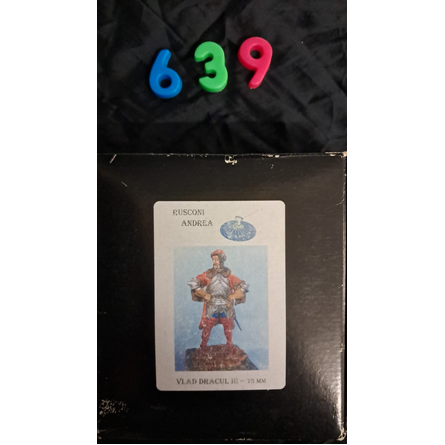 639
RUSCONI
ANDREA
VLAD DRACUL III - 75 MM